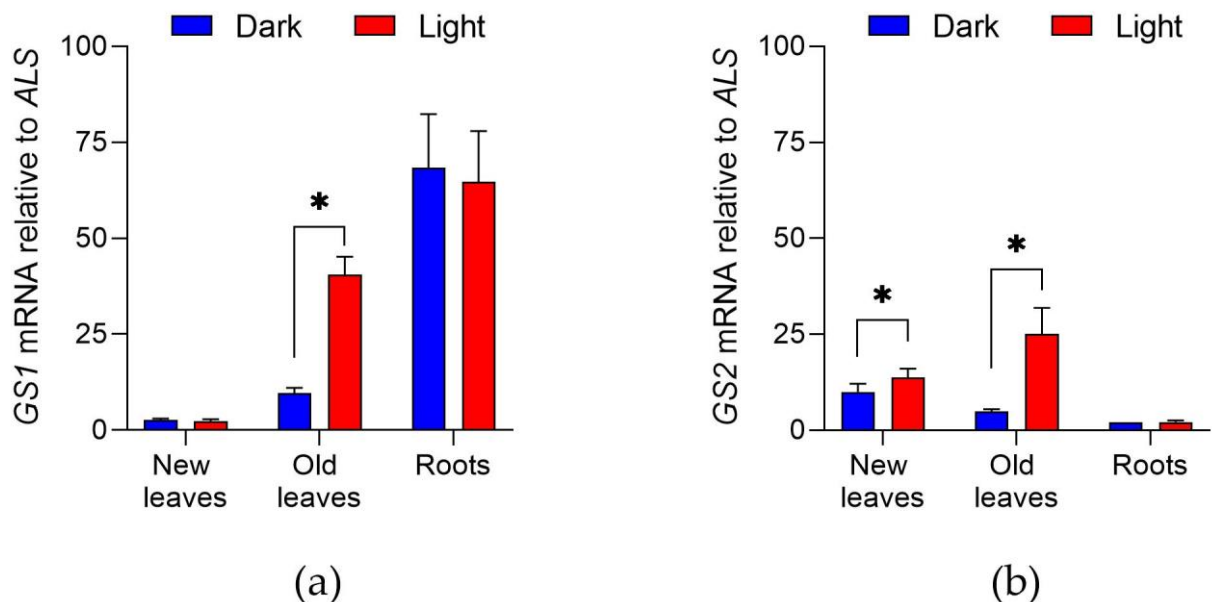 Dark Light
GS1 mRNA relative to ALS
100
75
50
25
0
*
New leaves
Old leaves
Roots
(a)
Dark Light
GS2 mRNA relative to ALS
100
75
50
25
0
*
*
New leaves
Old leaves
Roots
(b)